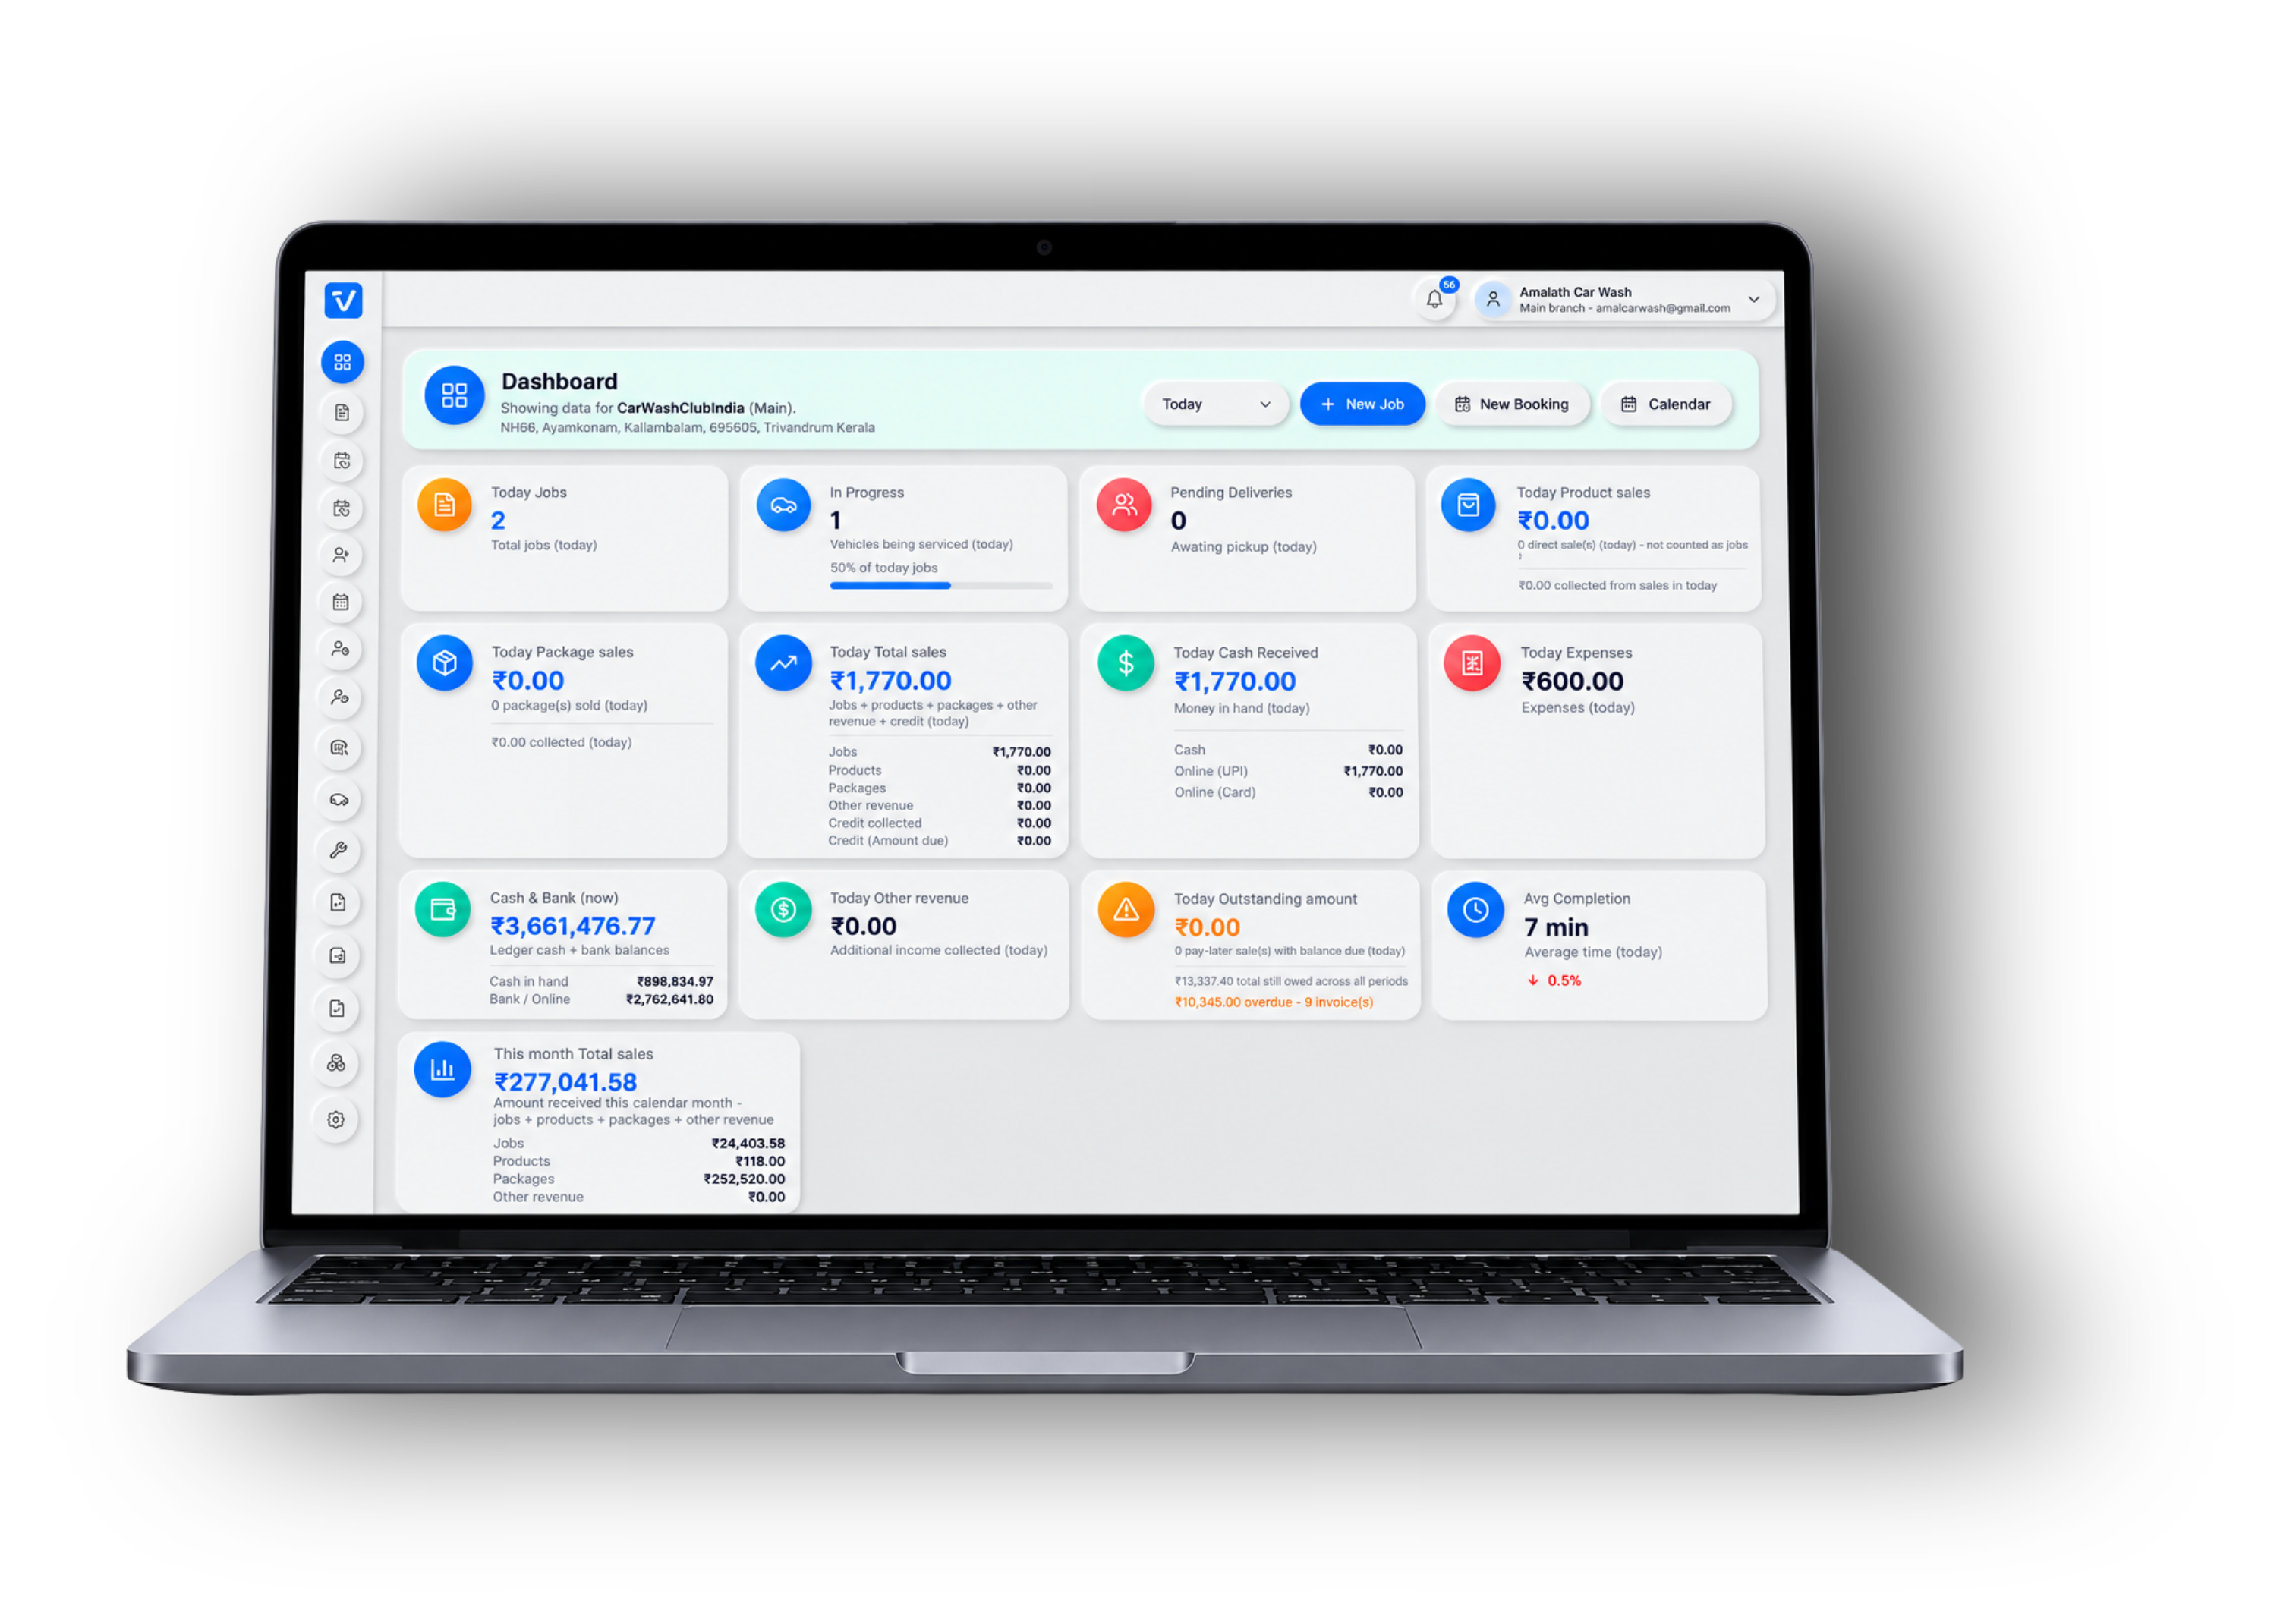 56
Amalath Car Wash
Main branch - amalcarwash@gmail.com
Dashboard
Showing data for CarWashClubIndia (Main).
NH66, Ayamkonam, Kallambalam, 695605, Trivandrum Kerala
Today
+ New Job
New Booking
Calendar
Today Jobs
2
Total jobs (today)
In Progress
1
Vehicles being serviced (today)
50% of today jobs
Pending Deliveries
0
Awating pickup (today)
Today Product sales
₹0.00
0 direct sale(s) (today) - not counted as jobs
₹0.00 collected from sales in today
Today Package sales
₹0.00
0 package(s) sold (today)
₹0.00 collected (today)
Today Total sales
₹1,770.00
Jobs + products + packages + other
revenue + credit (today)
Jobs ₹1,770.00
Products ₹0.00
Packages ₹0.00
Other revenue ₹0.00
Credit collected ₹0.00
Credit (Amount due) ₹0.00
Today Cash Received
₹1,770.00
Money in hand (today)
Cash ₹0.00
Online (UPI) ₹1,770.00
Online (Card) ₹0.00
Today Expenses
₹600.00
Expenses (today)
Cash & Bank (now)
₹3,661,476.77
Ledger cash + bank balances
Cash in hand ₹898,834.97
Bank / Online ₹2,762,641.80
Today Other revenue
₹0.00
Additional income collected (today)
Today Outstanding amount
₹0.00
0 pay-later sale(s) with balance due (today)
₹13,337.40 total still owed across all periods
₹10,345.00 overdue - 9 invoice(s)
Avg Completion
7 min
Average time (today)
↓ 0.5%
This month Total sales
₹277,041.58
Amount received this calendar month -
jobs + products + packages + other revenue
Jobs ₹24,403.58
Products ₹118.00
Packages ₹252,520.00
Other revenue ₹0.00